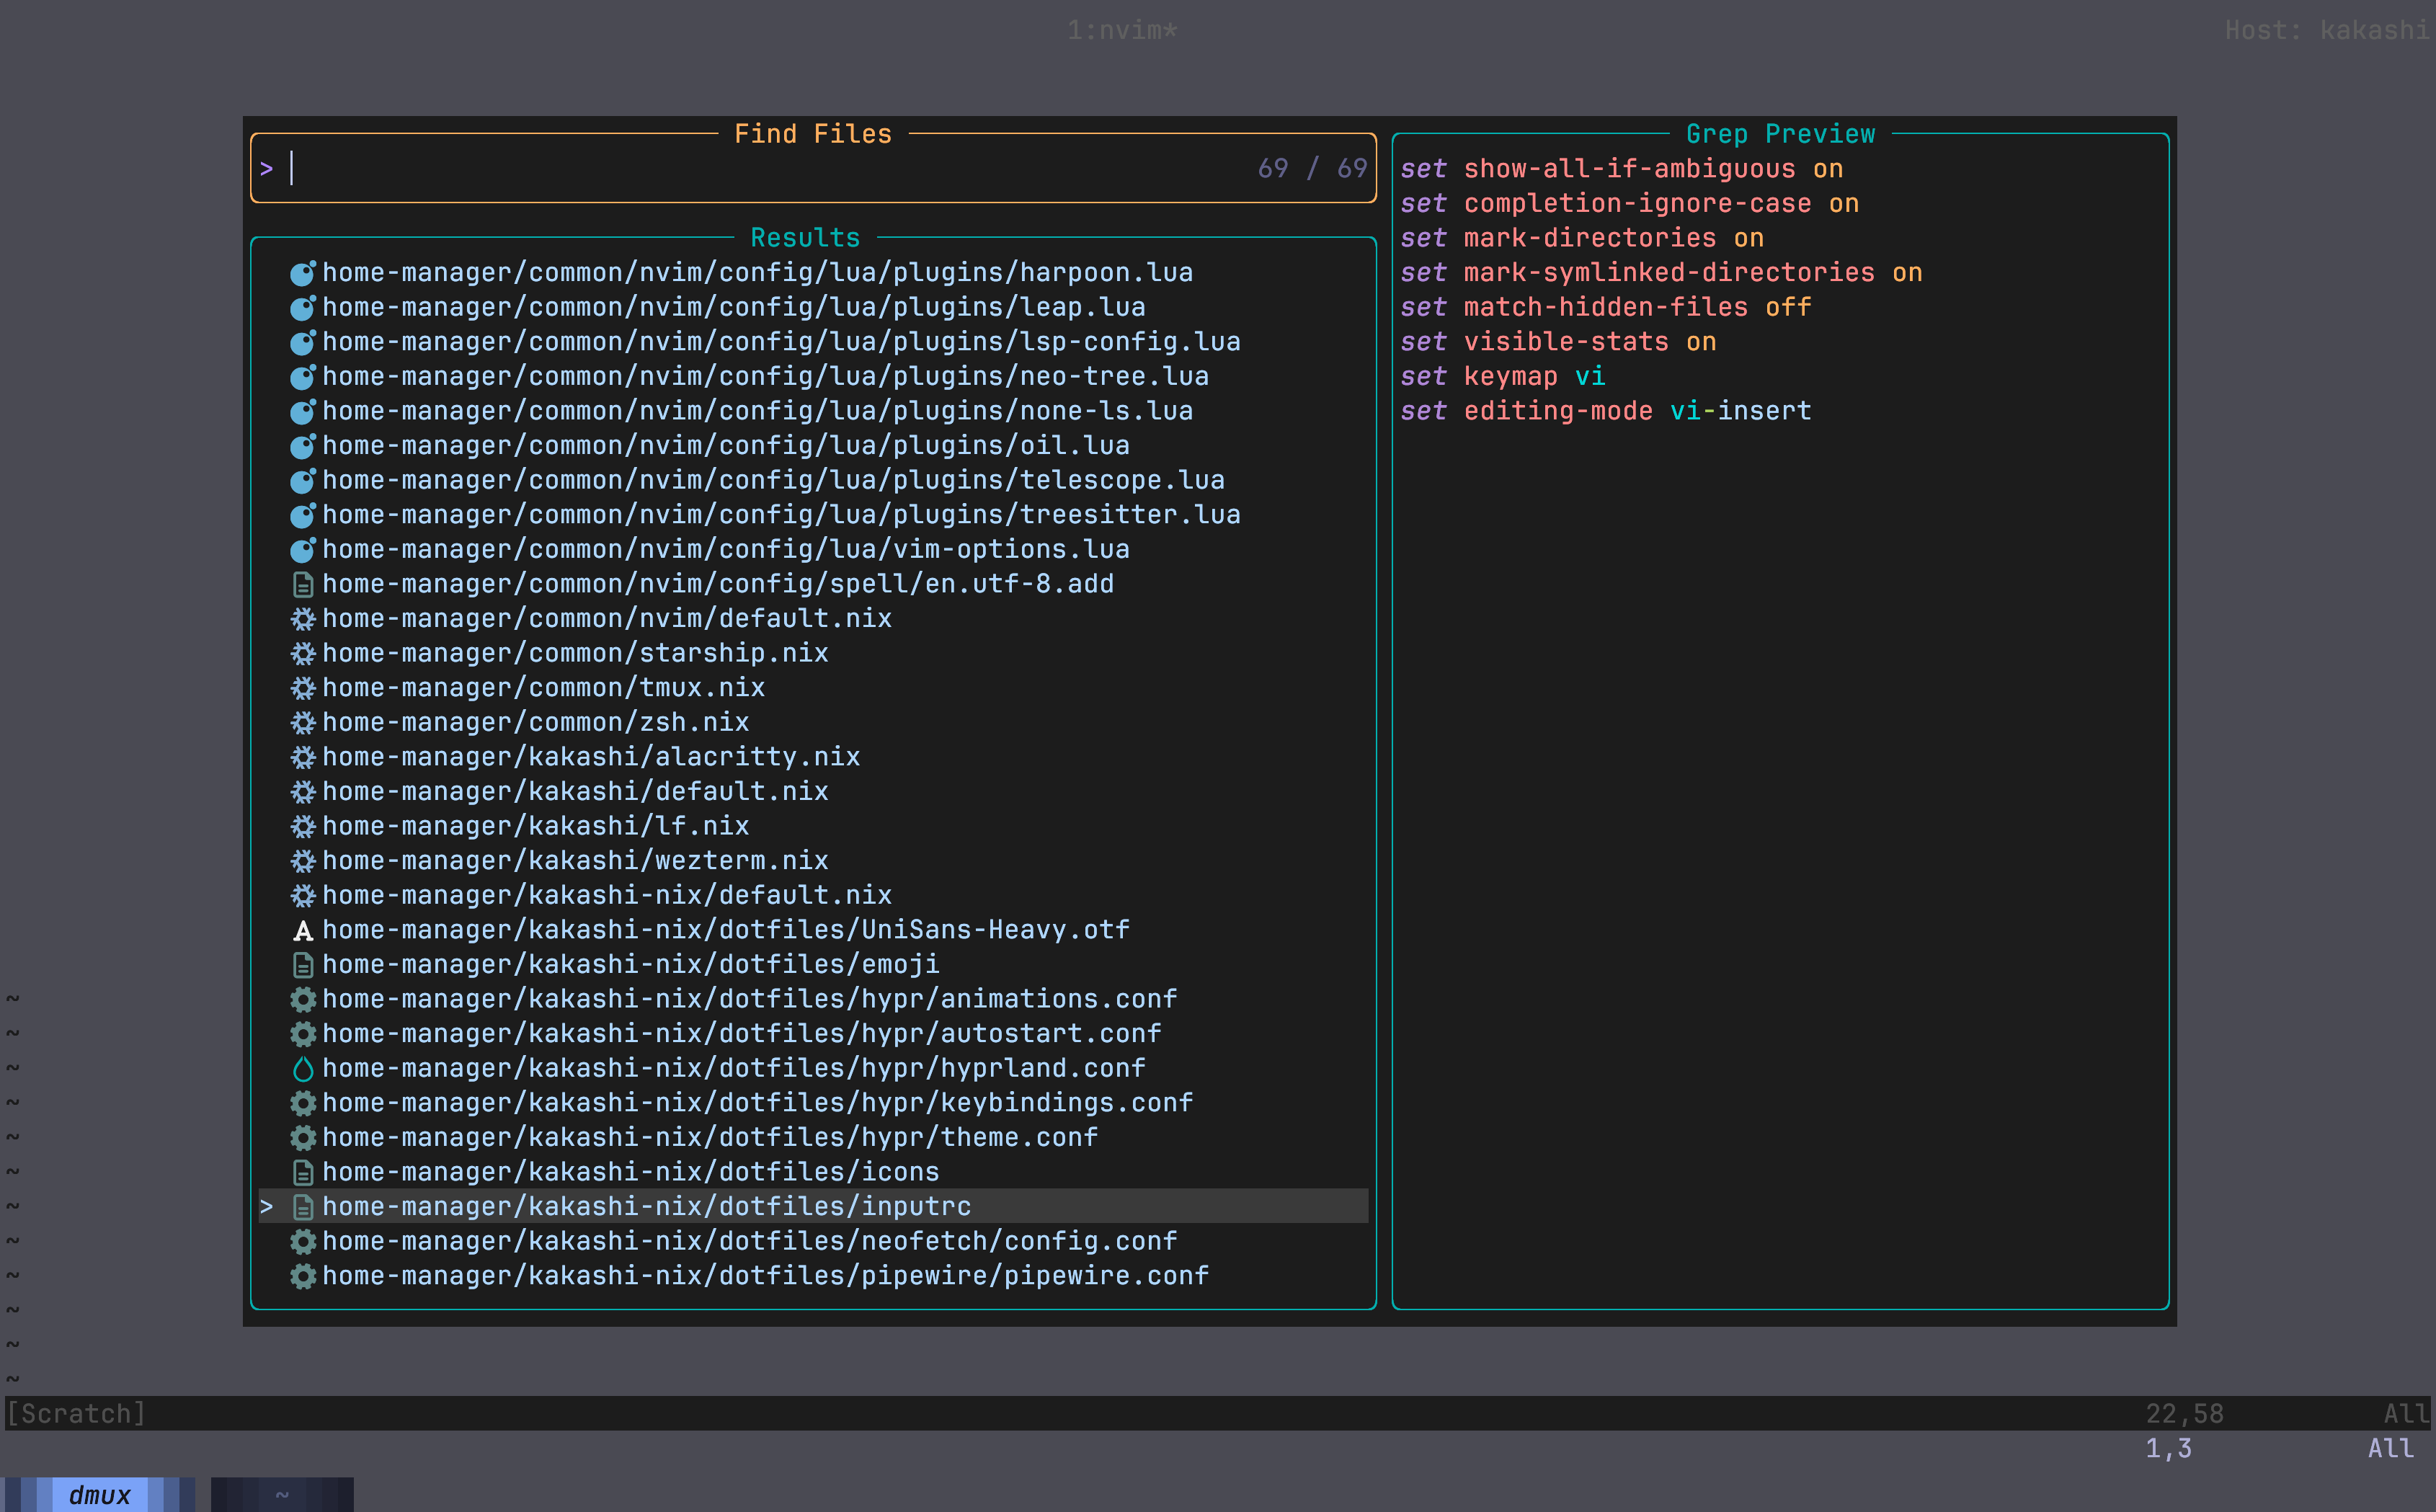 1:nvim*
Host: kakashi
Find Files
> 69 / 69
Results
home-manager/common/nvim/config/lua/plugins/harpoon.lua
home-manager/common/nvim/config/lua/plugins/leap.lua
home-manager/common/nvim/config/lua/plugins/lsp-config.lua
home-manager/common/nvim/config/lua/plugins/neo-tree.lua
home-manager/common/nvim/config/lua/plugins/none-ls.lua
home-manager/common/nvim/config/lua/plugins/oil.lua
home-manager/common/nvim/config/lua/plugins/telescope.lua
home-manager/common/nvim/config/lua/plugins/treesitter.lua
home-manager/common/nvim/config/lua/vim-options.lua
home-manager/common/nvim/config/spell/en.utf-8.add
home-manager/common/nvim/default.nix
home-manager/common/starship.nix
home-manager/common/tmux.nix
home-manager/common/zsh.nix
home-manager/kakashi/alacritty.nix
home-manager/kakashi/default.nix
home-manager/kakashi/lf.nix
home-manager/kakashi/wezterm.nix
home-manager/kakashi-nix/default.nix
home-manager/kakashi-nix/dotfiles/UniSans-Heavy.otf
home-manager/kakashi-nix/dotfiles/emoji
home-manager/kakashi-nix/dotfiles/hypr/animations.conf
home-manager/kakashi-nix/dotfiles/hypr/autostart.conf
home-manager/kakashi-nix/dotfiles/hypr/hyprland.conf
home-manager/kakashi-nix/dotfiles/hypr/keybindings.conf
home-manager/kakashi-nix/dotfiles/hypr/theme.conf
home-manager/kakashi-nix/dotfiles/icons
> home-manager/kakashi-nix/dotfiles/inputrc
home-manager/kakashi-nix/dotfiles/neofetch/config.conf
home-manager/kakashi-nix/dotfiles/pipewire/pipewire.conf
Grep Preview
set show-all-if-ambiguous on
set completion-ignore-case on
set mark-directories on
set mark-symlinked-directories on
set match-hidden-files off
set visible-stats on
set keymap vi
set editing-mode vi-insert
~
~
~
~
~
~
~
~
~
~
~
~
[Scratch] 22,58 All
1,3 All
dmux ~